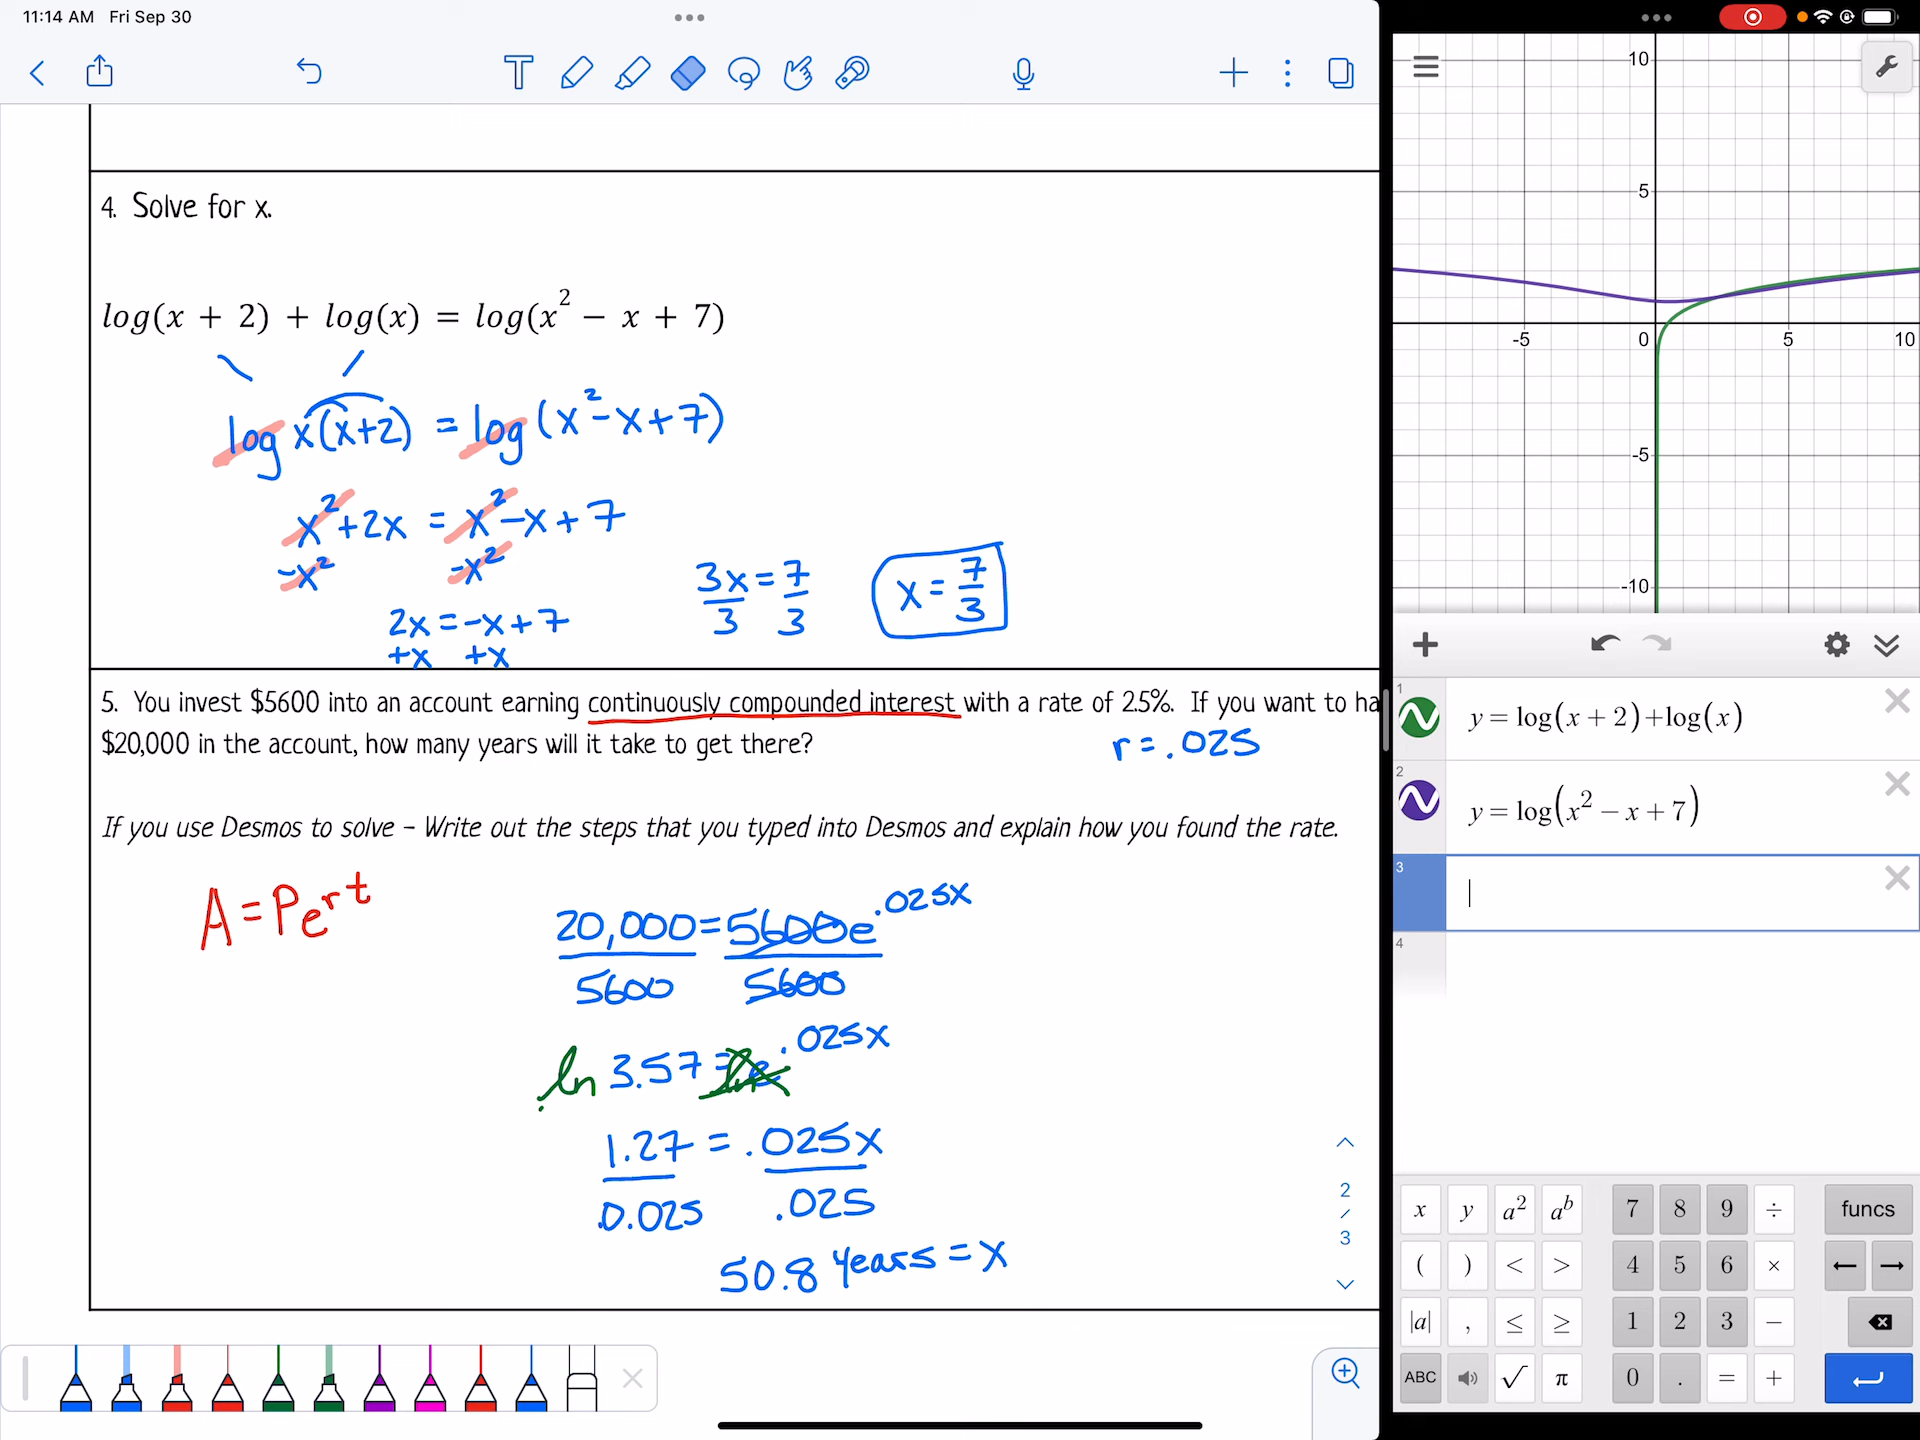 11:14 AM Fri Sep 30
4. Solve for x.
log(x + 2) + log(x) = log(x² − x + 7)
log x(x+2) = log (x²-x+7)
x²+2x = x²-x+7
-x² -x²
2x=-x+7
+x +x
3x=7
3 3
x=7/3
5. You invest $5600 into an account earning continuously compounded interest with a rate of 2.5%. If you want to ha
$20,000 in the account, how many years will it take to get there?
r=.025
If you use Desmos to solve – Write out the steps that you typed into Desmos and explain how you found the rate.
A=Pe^rt
20,000=5600e^.025x
5600 5600
ln 3.57=ln e^.025x
1.27=.025x
0.025 .025
50.8 years=x
2
/
3
10
5
-5
0
5
10
-5
-10
1
y=log(x+2)+log(x)
2
y=log(x²−x+7)
3
4
x y a² a^b 7 8 9 ÷ funcs
( ) < > 4 5 6 × ← →
|a| , ≤ ≥ 1 2 3 −
ABC √ π 0 . = +